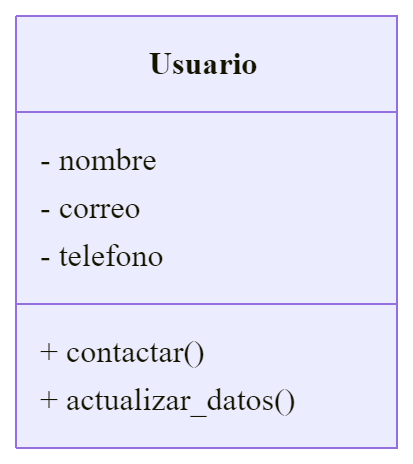 Usuario
- nombre
- correo
- telefono
+ contactar()
+ actualizar_datos()